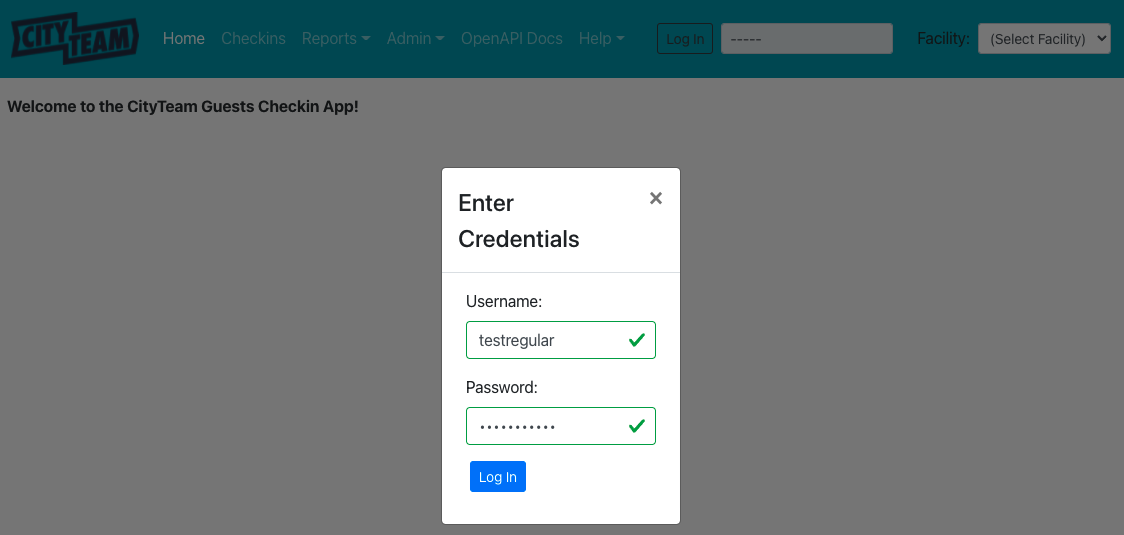 CITY TEAM Home Checkins Reports Admin OpenAPI Docs Help Log In ----- Facility: (Select Facility)
Welcome to the CityTeam Guests Checkin App!
Enter ×
Credentials
Username:
testregular
Password:
•••••••••••
Log In